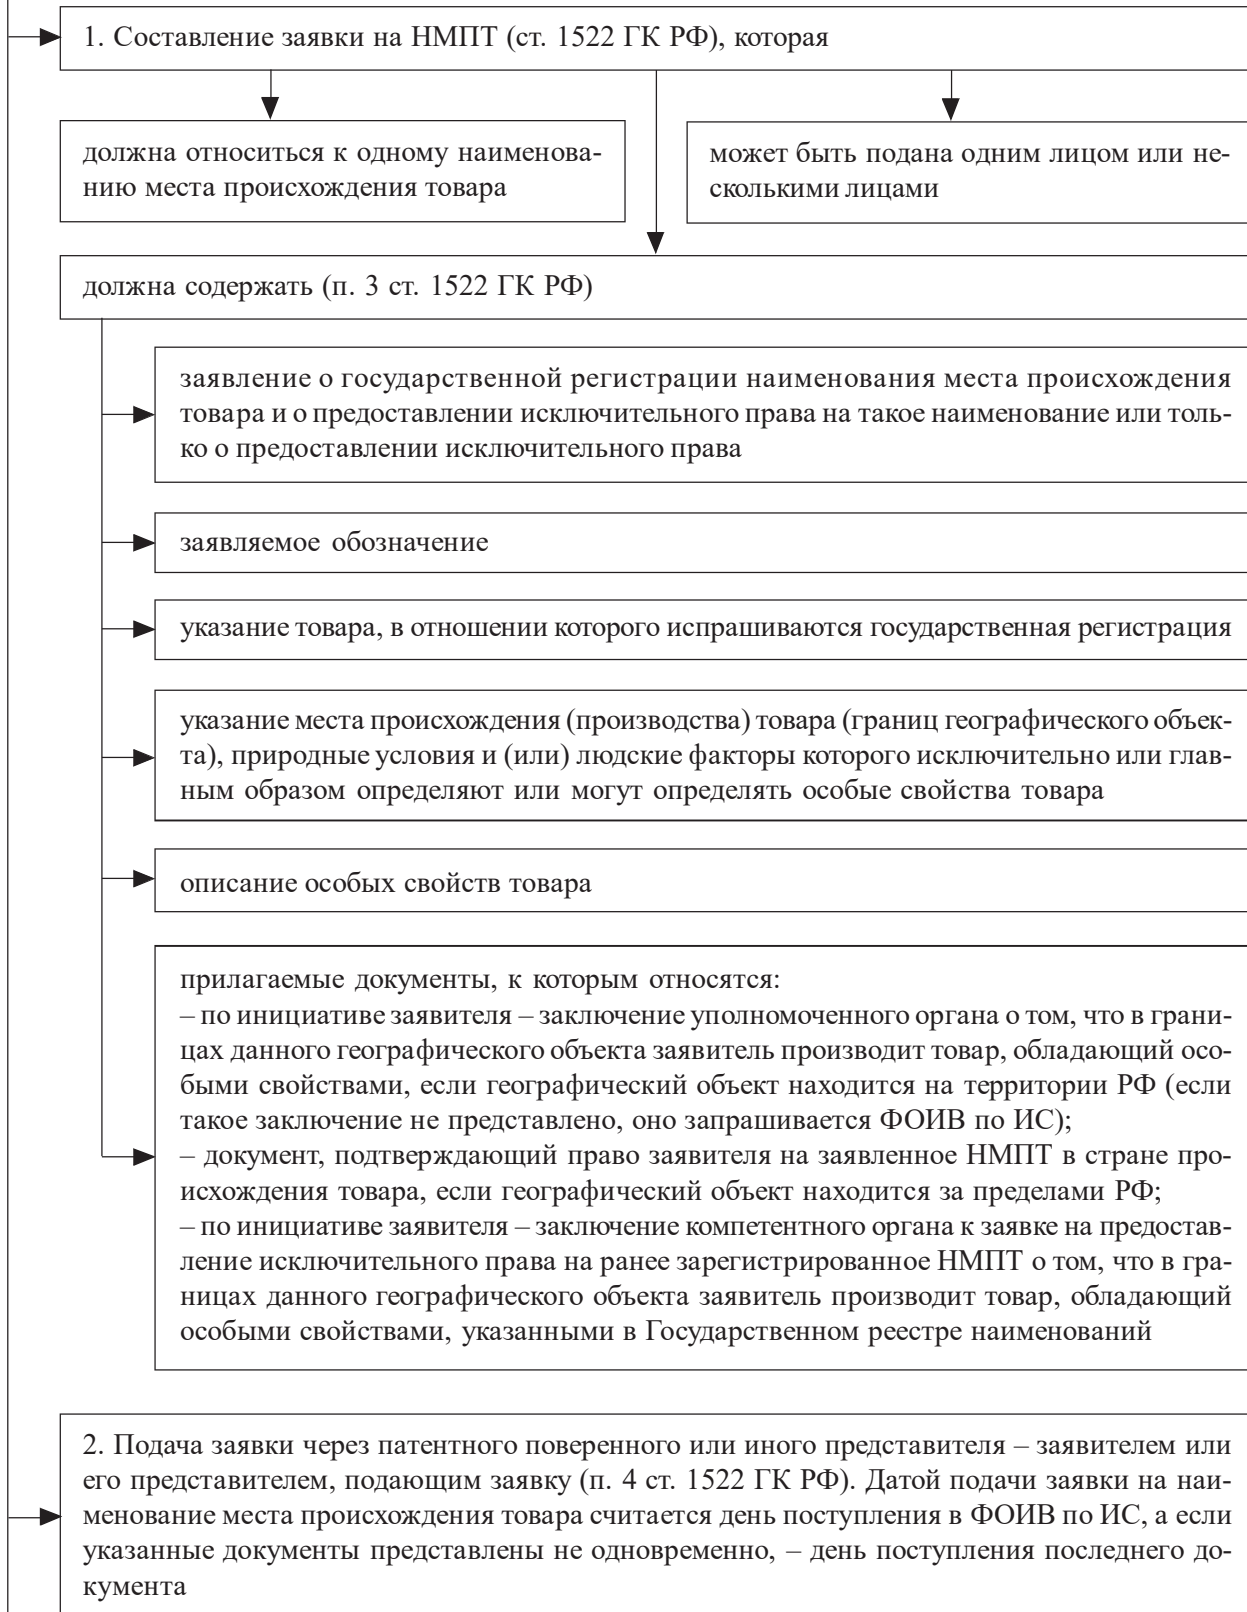 1. Составление заявки на НМПТ (ст. 1522 ГК РФ), которая
должна относиться к одному наименова-
нию места происхождения товара
может быть подана одним лицом или не-
сколькими лицами
должна содержать (п. 3 ст. 1522 ГК РФ)
заявление о государственной регистрации наименования места происхождения
товара и о предоставлении исключительного права на такое наименование или толь-
ко о предоставлении исключительного права
заявляемое обозначение
указание товара, в отношении которого испрашиваются государственная регистрация
указание места происхождения (производства) товара (границ географического объек-
та), природные условия и (или) людские факторы которого исключительно или глав-
ным образом определяют или могут определять особые свойства товара
описание особых свойств товара
прилагаемые документы, к которым относятся:
– по инициативе заявителя – заключение уполномоченного органа о том, что в грани-
цах данного географического объекта заявитель производит товар, обладающий осо-
быми свойствами, если географический объект находится на территории РФ (если
такое заключение не представлено, оно запрашивается ФОИВ по ИС);
– документ, подтверждающий право заявителя на заявленное НМПТ в стране про-
исхождения товара, если географический объект находится за пределами РФ;
– по инициативе заявителя – заключение компетентного органа к заявке на предостав-
ление исключительного права на ранее зарегистрированное НМПТ о том, что в гра-
ницах данного географического объекта заявитель производит товар, обладающий
особыми свойствами, указанными в Государственном реестре наименований
2. Подача заявки через патентного поверенного или иного представителя – заявителем или
его представителем, подающим заявку (п. 4 ст. 1522 ГК РФ). Датой подачи заявки на наи-
менование места происхождения товара считается день поступления в ФОИВ по ИС, а если
указанные документы представлены не одновременно, – день поступления последнего до-
кумента